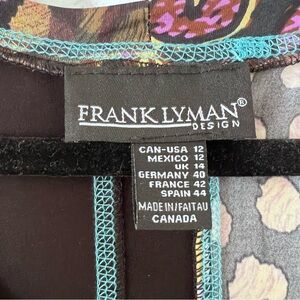 FRANK LYMAN®
DESIGN
CAN-USA 12
MEXICO 12
UK 14
GERMANY 40
FRANCE 42
SPAIN 44
MADE IN/FAIT AU
CANADA